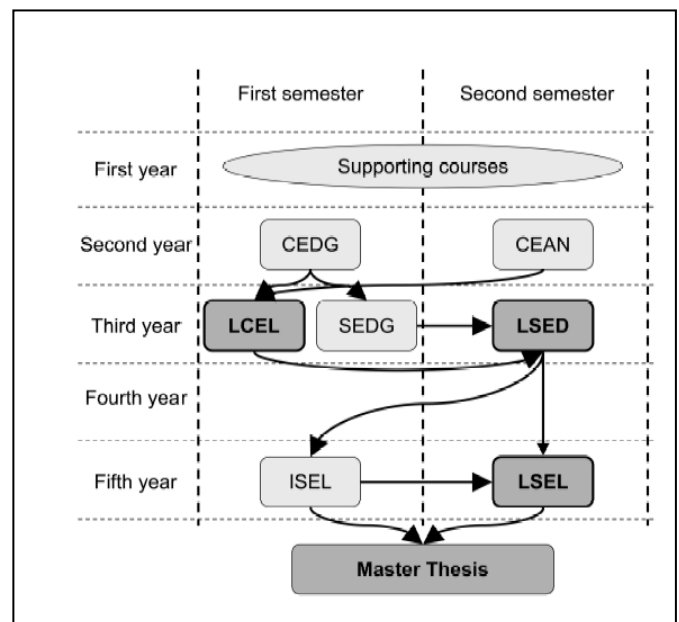 First semester
Second semester
First year
Supporting courses
Second year
CEDG
CEAN
Third year
LCEL
SEDG
LSED
Fourth year
Fifth year
ISEL
LSEL
Master Thesis